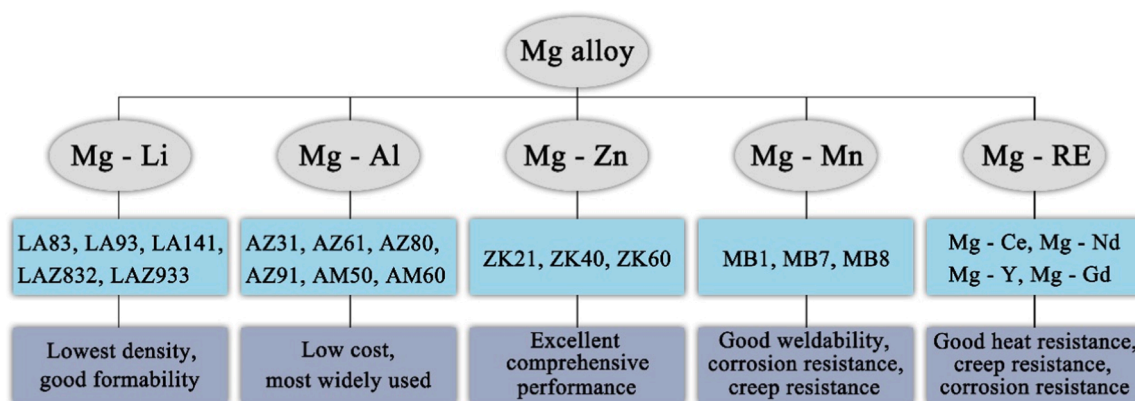 Mg alloy
Mg - Li
Mg - Al
Mg - Zn
Mg - Mn
Mg - RE
LA83, LA93, LA141,
LAZ832, LAZ933
AZ31, AZ61, AZ80,
AZ91, AM50, AM60
ZK21, ZK40, ZK60
MB1, MB7, MB8
Mg - Ce, Mg - Nd
Mg - Y, Mg - Gd
Lowest density,
good formability
Low cost,
most widely used
Excellent
comprehensive
performance
Good weldability,
corrosion resistance,
creep resistance
Good heat resistance,
creep resistance,
corrosion resistance